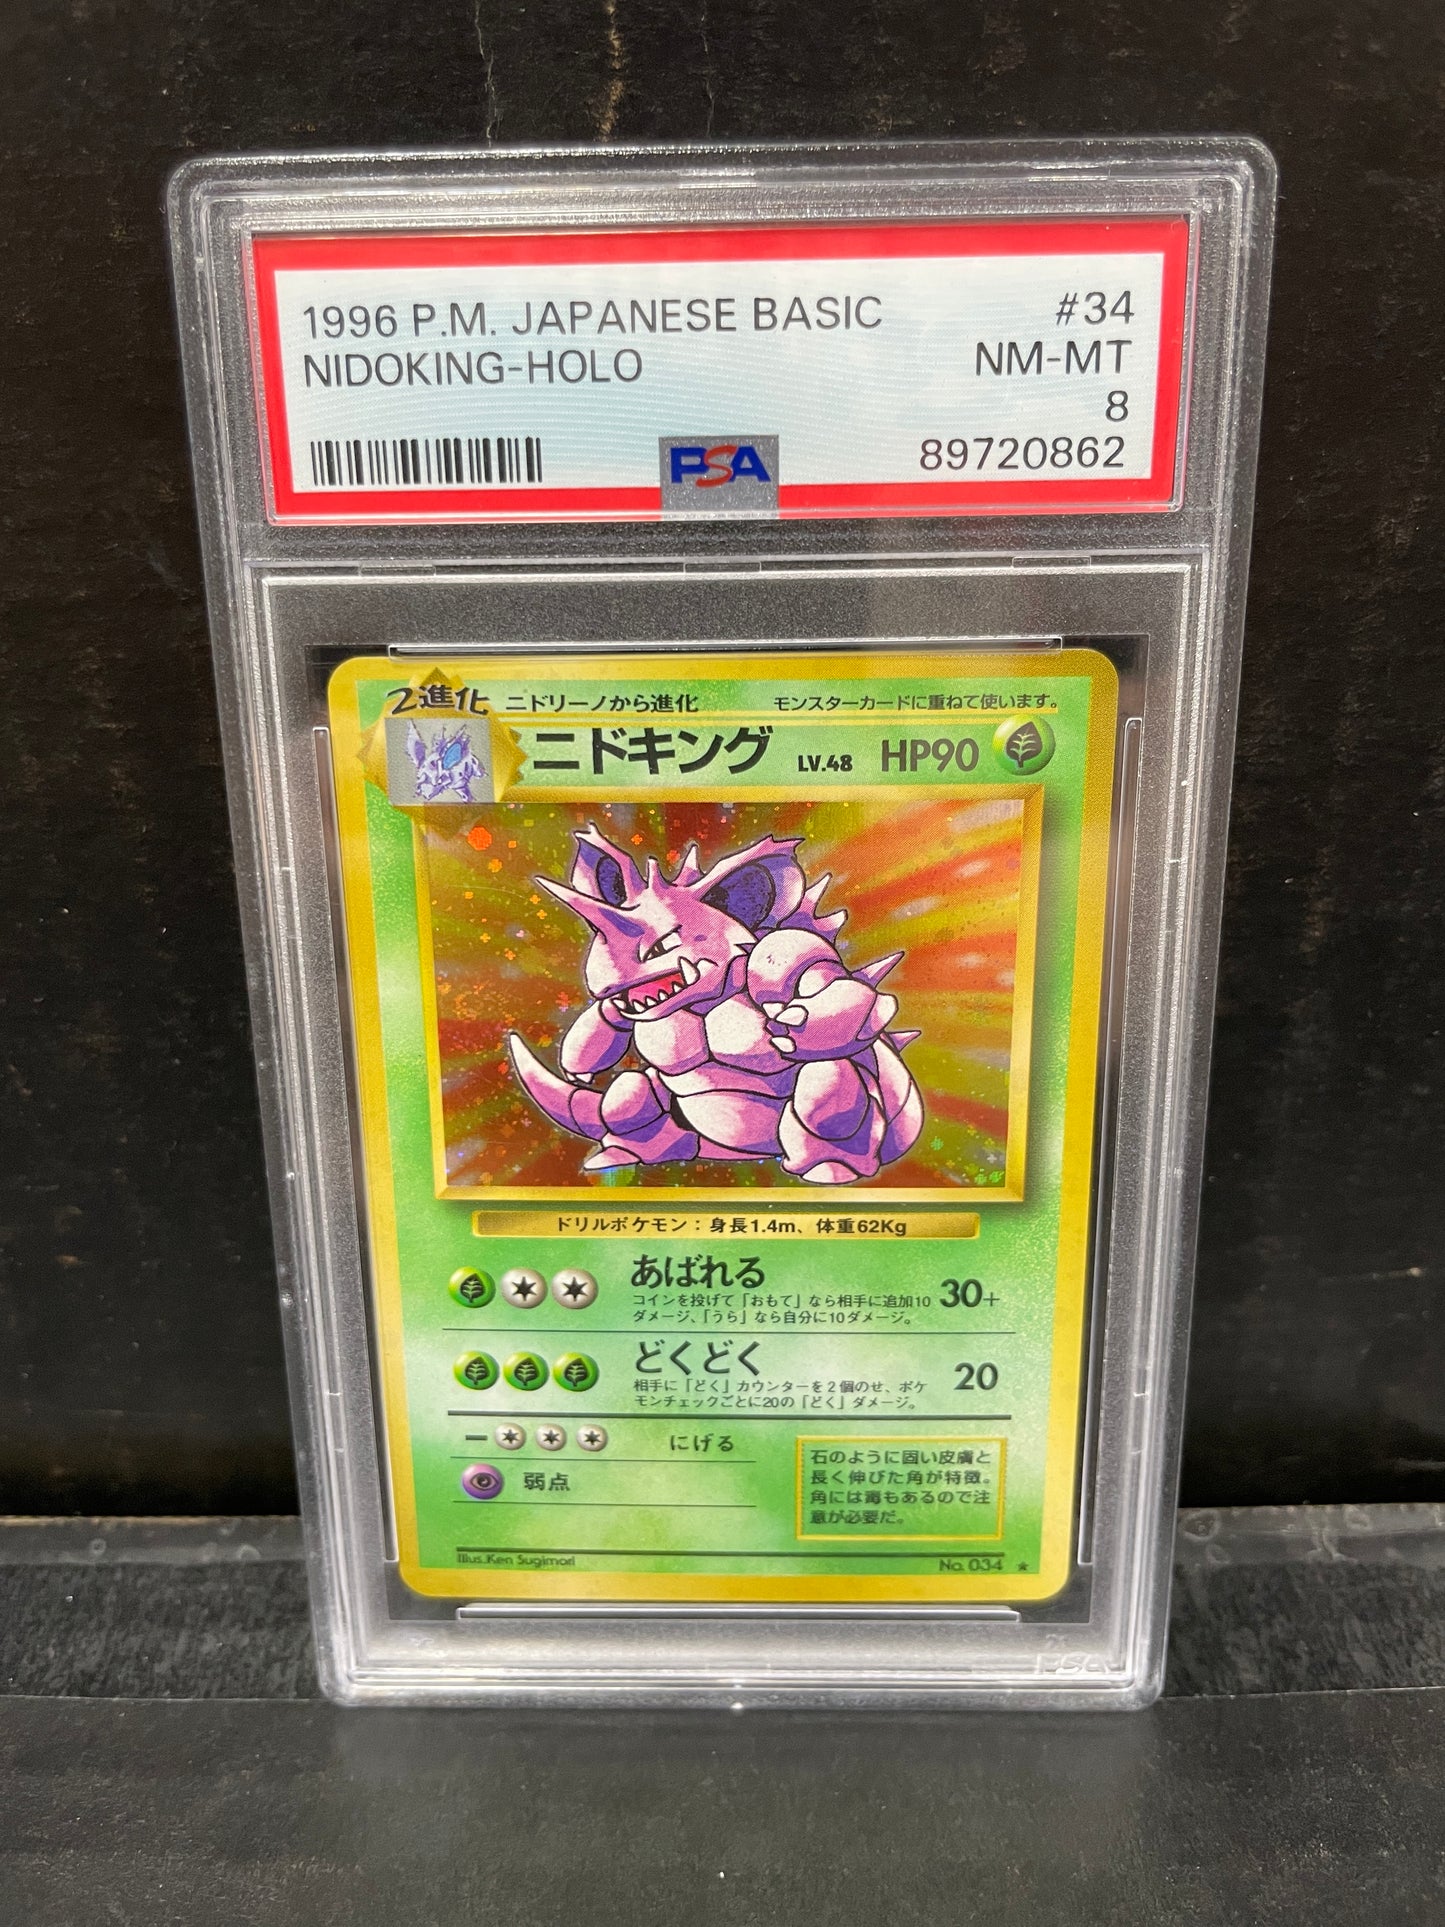 1996 P.M. JAPANESE BASIC #34
NIDOKING-HOLO NM-MT
8
PSA 89720862
2進化 ニドリーノから進化 モンスターカードに重ねて使います。
ニドキング LV.48 HP90
ドリルポケモン：身長1.4m、体重62Kg
あばれる 30+
コインを投げて「おもて」なら相手に追加10
ダメージ、「うら」なら自分に10ダメージ。
どくどく 20
相手に「どく」カウンターを２個のせ、ポケ
モンチェックごとに20の「どく」ダメージ。
にげる
弱点
石のように固い皮膚と
長く伸びた角が特徴。
角には毒もあるので注
意が必要だ。
Illus.Ken Sugimori No. 034 ★
PSA